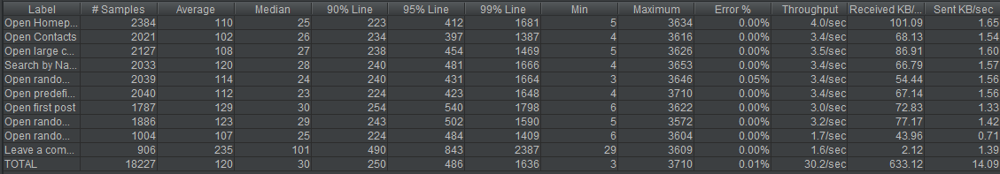 Label # Samples Average Median 90% Line 95% Line 99% Line Min Maximum Error % Throughput Received KB/... Sent KB/sec
Open Homep... 2384 110 25 223 412 1681 5 3634 0.00% 4.0/sec 101.09 1.65
Open Contacts 2021 102 26 234 397 1387 4 3616 0.00% 3.4/sec 68.13 1.54
Open large c... 2127 108 27 238 454 1469 5 3626 0.00% 3.5/sec 86.91 1.60
Search by Na... 2033 120 28 240 481 1666 4 3653 0.00% 3.4/sec 66.79 1.57
Open rando... 2039 114 24 240 431 1664 3 3646 0.05% 3.4/sec 54.44 1.56
Open predefi... 2040 112 23 224 423 1648 4 3710 0.00% 3.4/sec 67.14 1.56
Open first post 1787 129 30 254 540 1798 6 3622 0.00% 3.0/sec 72.83 1.33
Open rando... 1886 123 29 243 502 1590 5 3572 0.00% 3.2/sec 77.17 1.42
Open rando... 1004 107 25 224 484 1409 6 3604 0.00% 1.7/sec 43.96 0.71
Leave a com... 906 235 101 490 843 2387 29 3609 0.00% 1.6/sec 2.12 1.39
TOTAL 18227 120 30 250 486 1636 3 3710 0.01% 30.2/sec 633.12 14.09